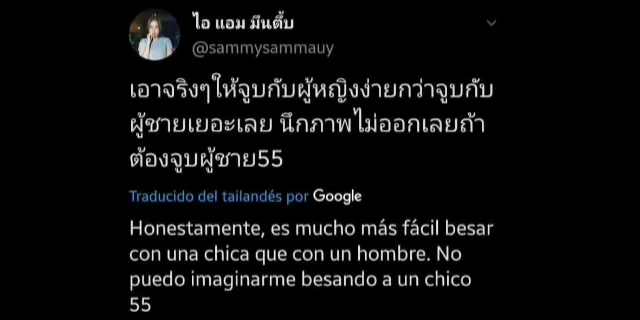 ไอ แอม มึนตึ้บ
@sammysammauy
เอาจริงๆให้จูบกับผู้หญิงง่ายกว่าจูบกับ
ผู้ชายเยอะเลย นึกภาพไม่ออกเลยถ้า
ต้องจูบผู้ชาย55
Traducido del tailandés por Google
Honestamente, es mucho más fácil besar
con una chica que con un hombre. No
puedo imaginarme besando a un chico
55